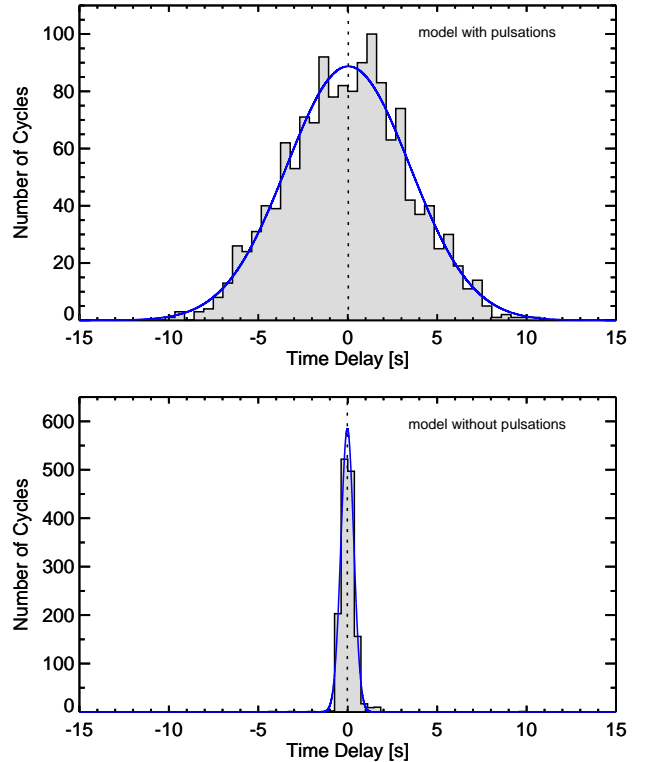 model with pulsations
100
80
60
40
20
0
Number of Cycles
-15 -10 -5 0 5 10 15
Time Delay [s]
model without pulsations
600
500
400
300
200
100
0
Number of Cycles
-15 -10 -5 0 5 10 15
Time Delay [s]